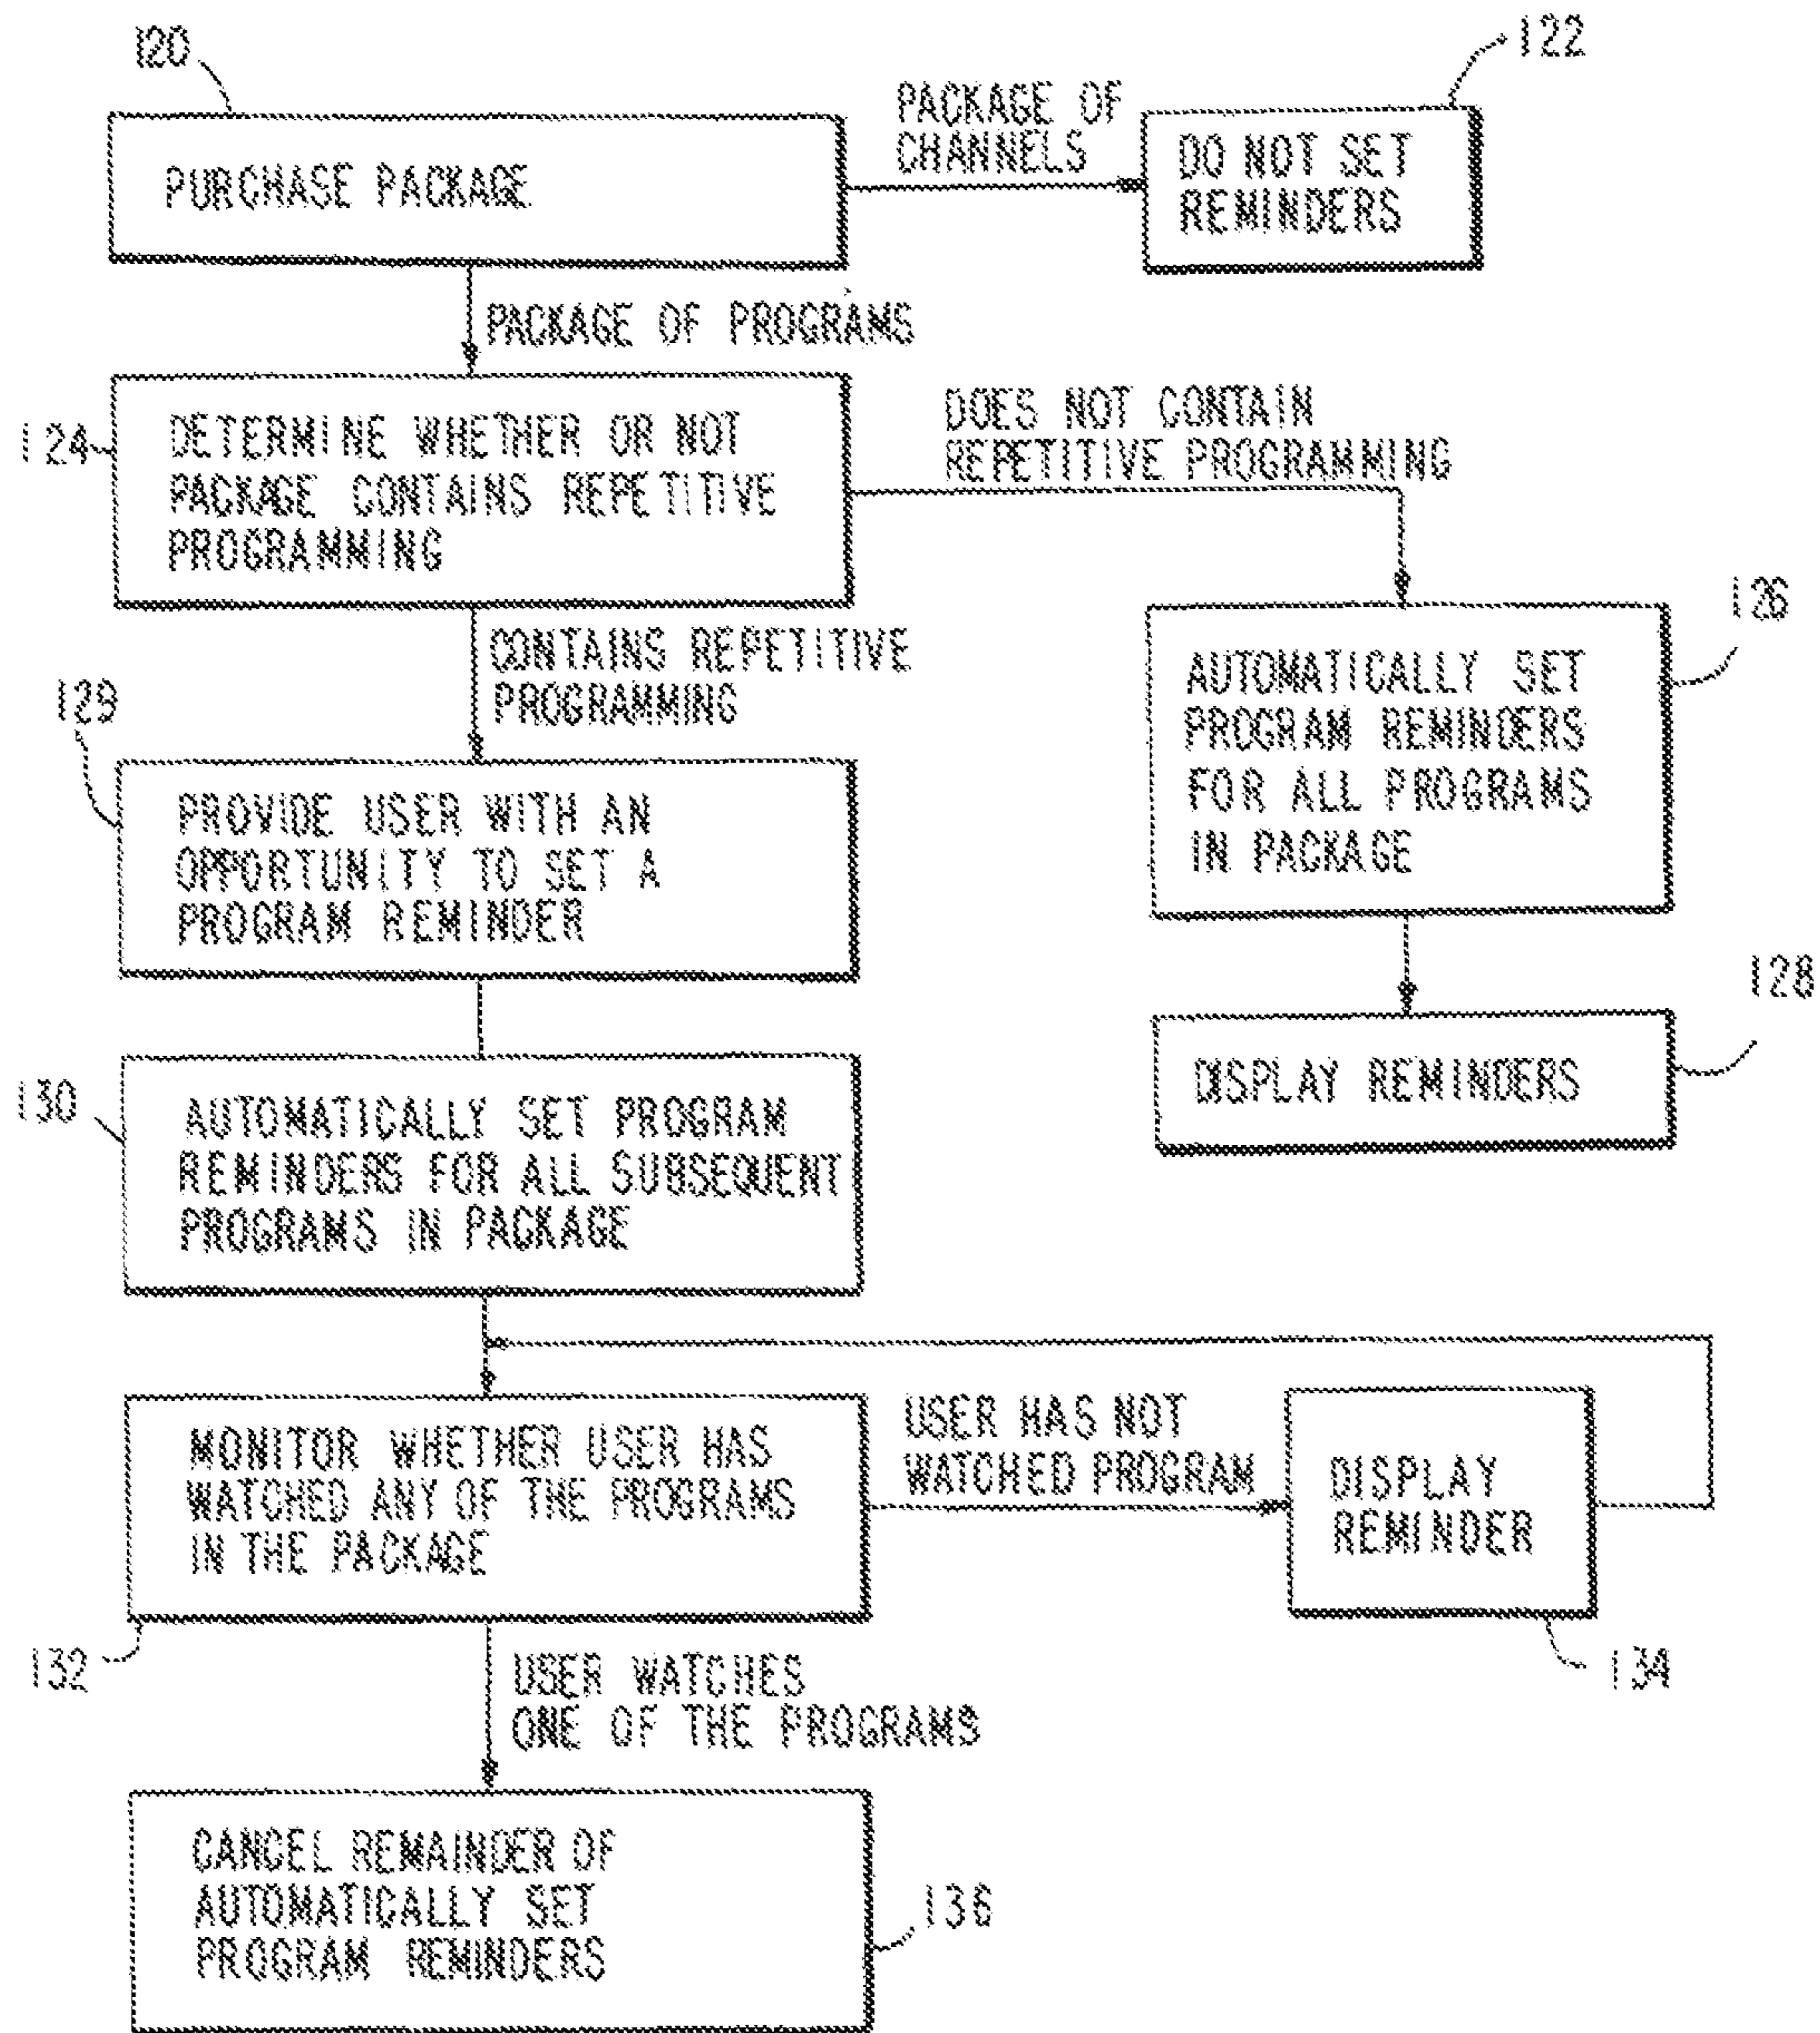 120
122
PURCHASE PACKAGE
PACKAGE OF
CHANNELS
DO NOT SET
REMINDERS
PACKAGE OF PROGRAMS
124
DETERMINE WHETHER OR NOT
PACKAGE CONTAINS REPETITIVE
PROGRAMMING
DOES NOT CONTAIN
REPETITIVE PROGRAMMING
126
CONTAINS REPETITIVE
PROGRAMMING
AUTOMATICALLY SET
PROGRAM REMINDERS
FOR ALL PROGRAMS
IN PACKAGE
129
PROVIDE USER WITH AN
OPPORTUNITY TO SET A
PROGRAM REMINDER
128
DISPLAY REMINDERS
130
AUTOMATICALLY SET PROGRAM
REMINDERS FOR ALL SUBSEQUENT
PROGRAMS IN PACKAGE
MONITOR WHETHER USER HAS
WATCHED ANY OF THE PROGRAMS
IN THE PACKAGE
USER HAS NOT
WATCHED PROGRAM
DISPLAY
REMINDER
132
134
USER WATCHES
ONE OF THE PROGRAMS
CANCEL REMAINDER OF
AUTOMATICALLY SET
PROGRAM REMINDERS
136